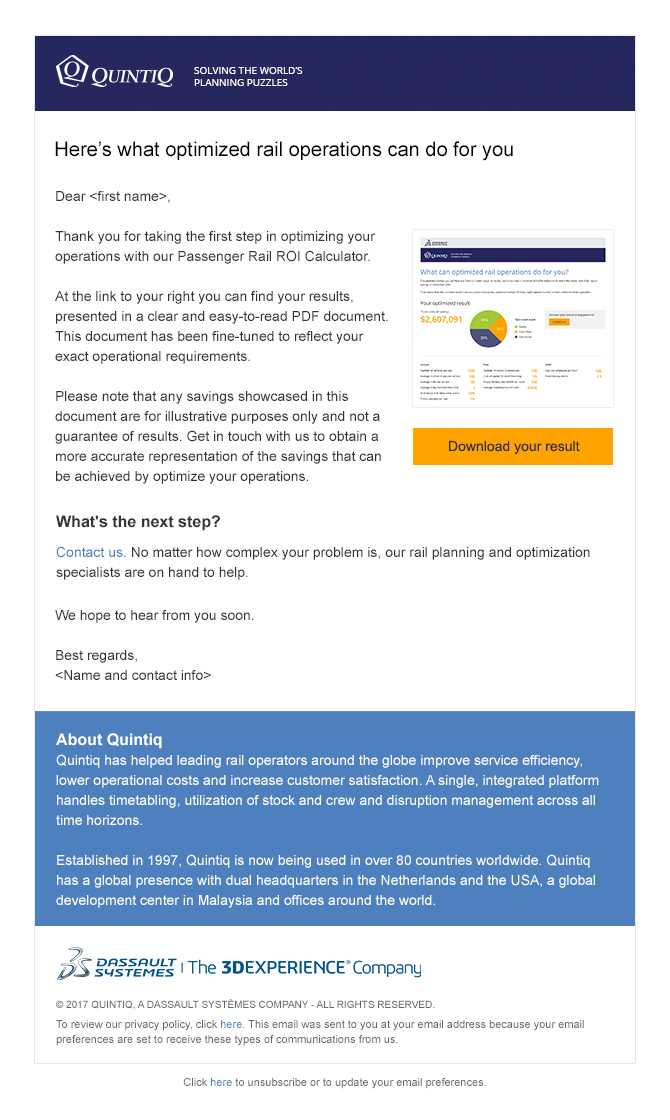 QUINTIQ
SOLVING THE WORLD'S
PLANNING PUZZLES
Here's what optimized rail operations can do for you
Dear <first name>,
Thank you for taking the first step in optimizing your
operations with our Passenger Rail ROI Calculator.
At the link to your right you can find your results,
presented in a clear and easy-to-read PDF document.
This document has been fine-tuned to reflect your
exact operational requirements.
Please note that any savings showcased in this
document are for illustrative purposes only and not a
guarantee of results. Get in touch with us to obtain a
more accurate representation of the savings that can
be achieved by optimize your operations.
What can optimized rail operations do for you?
Your optimized result
$2,607,091
Download your result
What's the next step?
Contact us. No matter how complex your problem is, our rail planning and optimization
specialists are on hand to help.
We hope to hear from you soon.
Best regards,
<Name and contact info>
About Quintiq
Quintiq has helped leading rail operators around the globe improve service efficiency,
lower operational costs and increase customer satisfaction. A single, integrated platform
handles timetabling, utilization of stock and crew and disruption management across all
time horizons.
Established in 1997, Quintiq is now being used in over 80 countries worldwide. Quintiq
has a global presence with dual headquarters in the Netherlands and the USA, a global
development center in Malaysia and offices around the world.
DASSAULT SYSTEMES | The 3DEXPERIENCE® Company
© 2017 QUINTIQ, A DASSAULT SYSTÈMES COMPANY - ALL RIGHTS RESERVED.
To review our privacy policy, click here. This email was sent to you at your email address because your email
preferences are set to receive these types of communications from us.
Click here to unsubscribe or to update your email preferences.